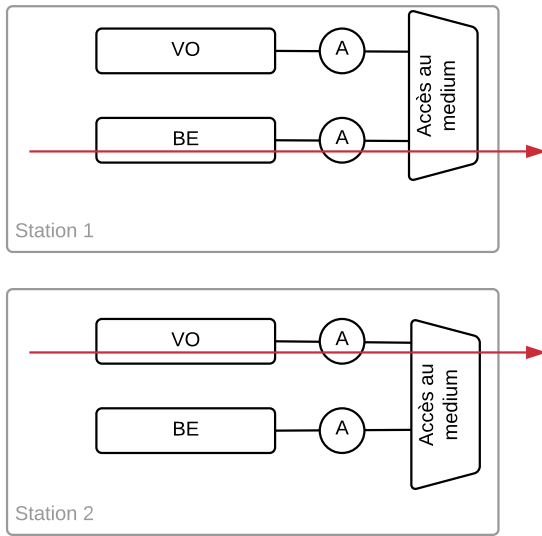 VO
A
Accès au
medium
BE
A
Station 1
VO
A
Accès au
medium
BE
A
Station 2